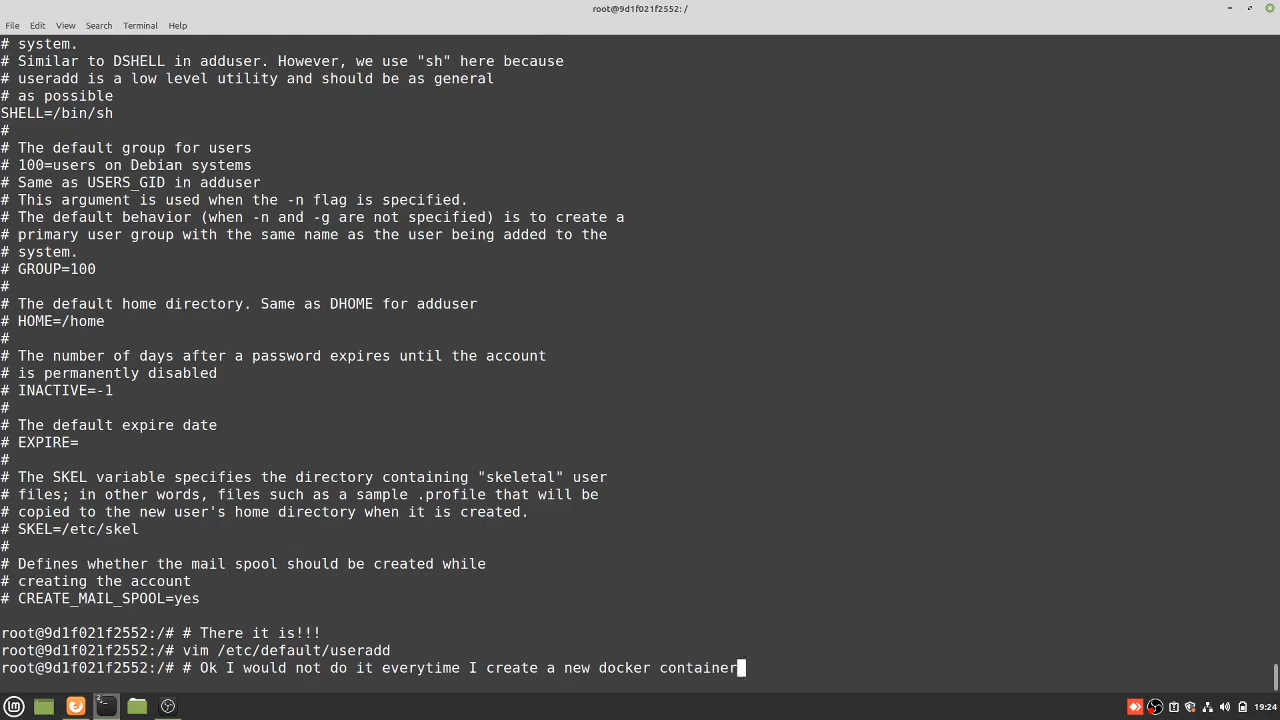 root@9d1f021f2552: /
File Edit View Search Terminal Help
# system.
# Similar to DSHELL in adduser. However, we use "sh" here because
# useradd is a low level utility and should be as general
# as possible
SHELL=/bin/sh
#
# The default group for users
# 100=users on Debian systems
# Same as USERS_GID in adduser
# This argument is used when the -n flag is specified.
# The default behavior (when -n and -g are not specified) is to create a
# primary user group with the same name as the user being added to the
# system.
# GROUP=100
#
# The default home directory. Same as DHOME for adduser
# HOME=/home
#
# The number of days after a password expires until the account
# is permanently disabled
# INACTIVE=-1
#
# The default expire date
# EXPIRE=
#
# The SKEL variable specifies the directory containing "skeletal" user
# files; in other words, files such as a sample .profile that will be
# copied to the new user's home directory when it is created.
# SKEL=/etc/skel
#
# Defines whether the mail spool should be created while
# creating the account
# CREATE_MAIL_SPOOL=yes
root@9d1f021f2552:/# # There it is!!!
root@9d1f021f2552:/# vim /etc/default/useradd
root@9d1f021f2552:/# # Ok I would not do it everytime I create a new docker container
2
19:24